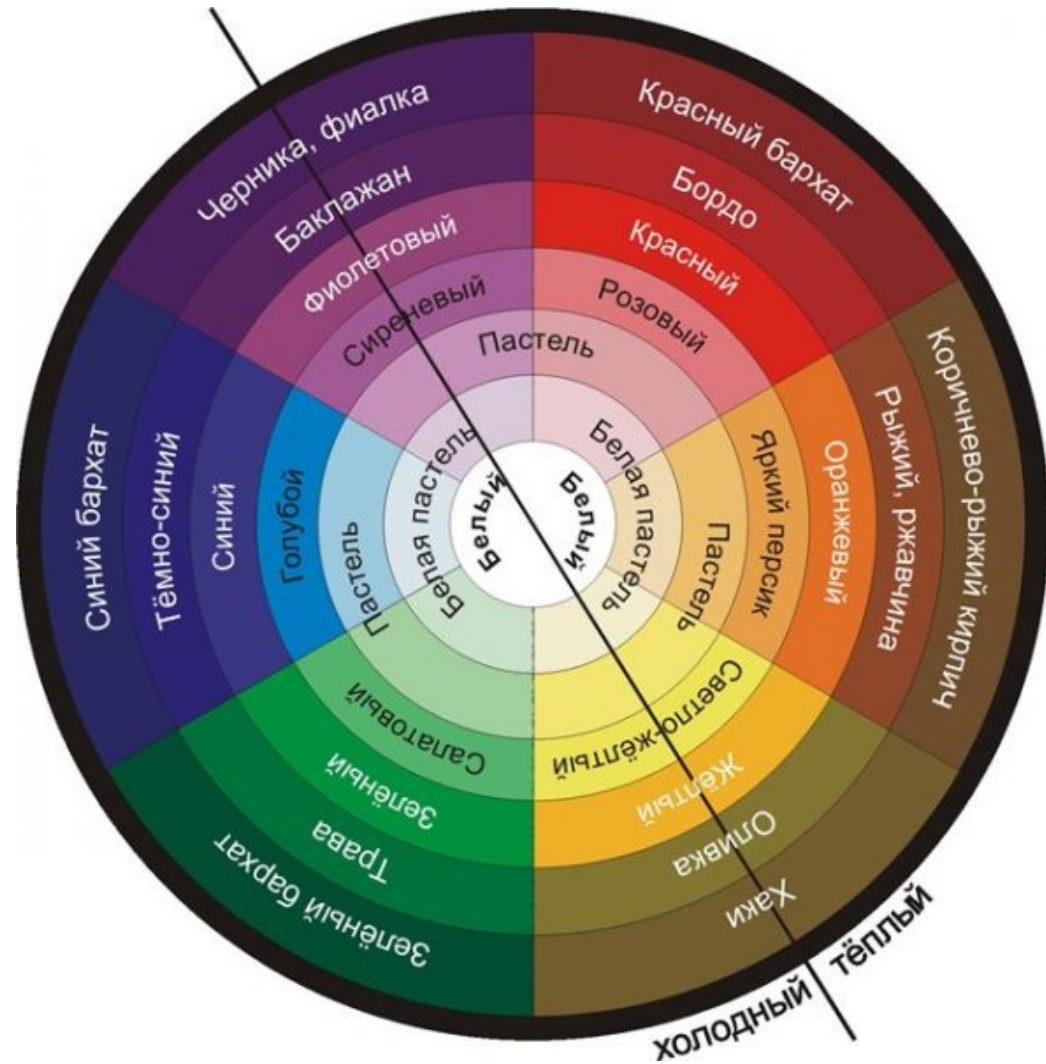 Черника, фиалка
Баклажан
Фиолетовый
Сиреневый
Пастель
Красный бархат
Бордо
Красный
Розовый
Белая пастель
Белый
Коричнево-рыжий кирпич
Рыжий, ржавчина
Оранжевый
Яркий персик
Пастель
Синий бархат
Тёмно-синий
Синий
Голубой
Пастель
Белая пастель
Белый
Салатовый
Зелёный
Трава
Зелёный бархат
Светло-жёлтый
Жёлтый
Оливка
Хаки
холодный
тёплый